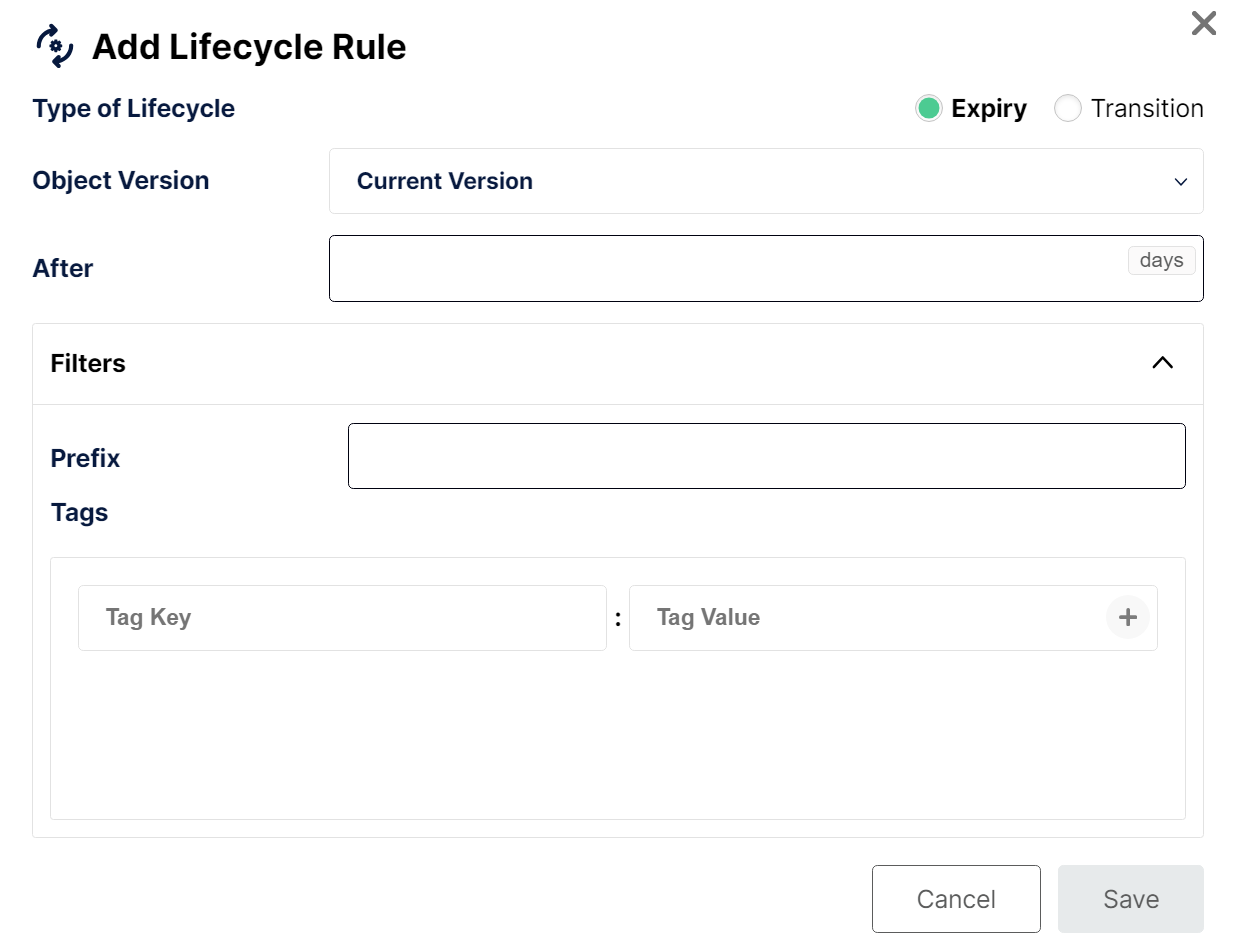 Add Lifecycle Rule
Type of Lifecycle
Expiry
Transition
Object Version
Current Version
After
days
Filters
Prefix
Tags
Tag Key
:
Tag Value
Cancel
Save